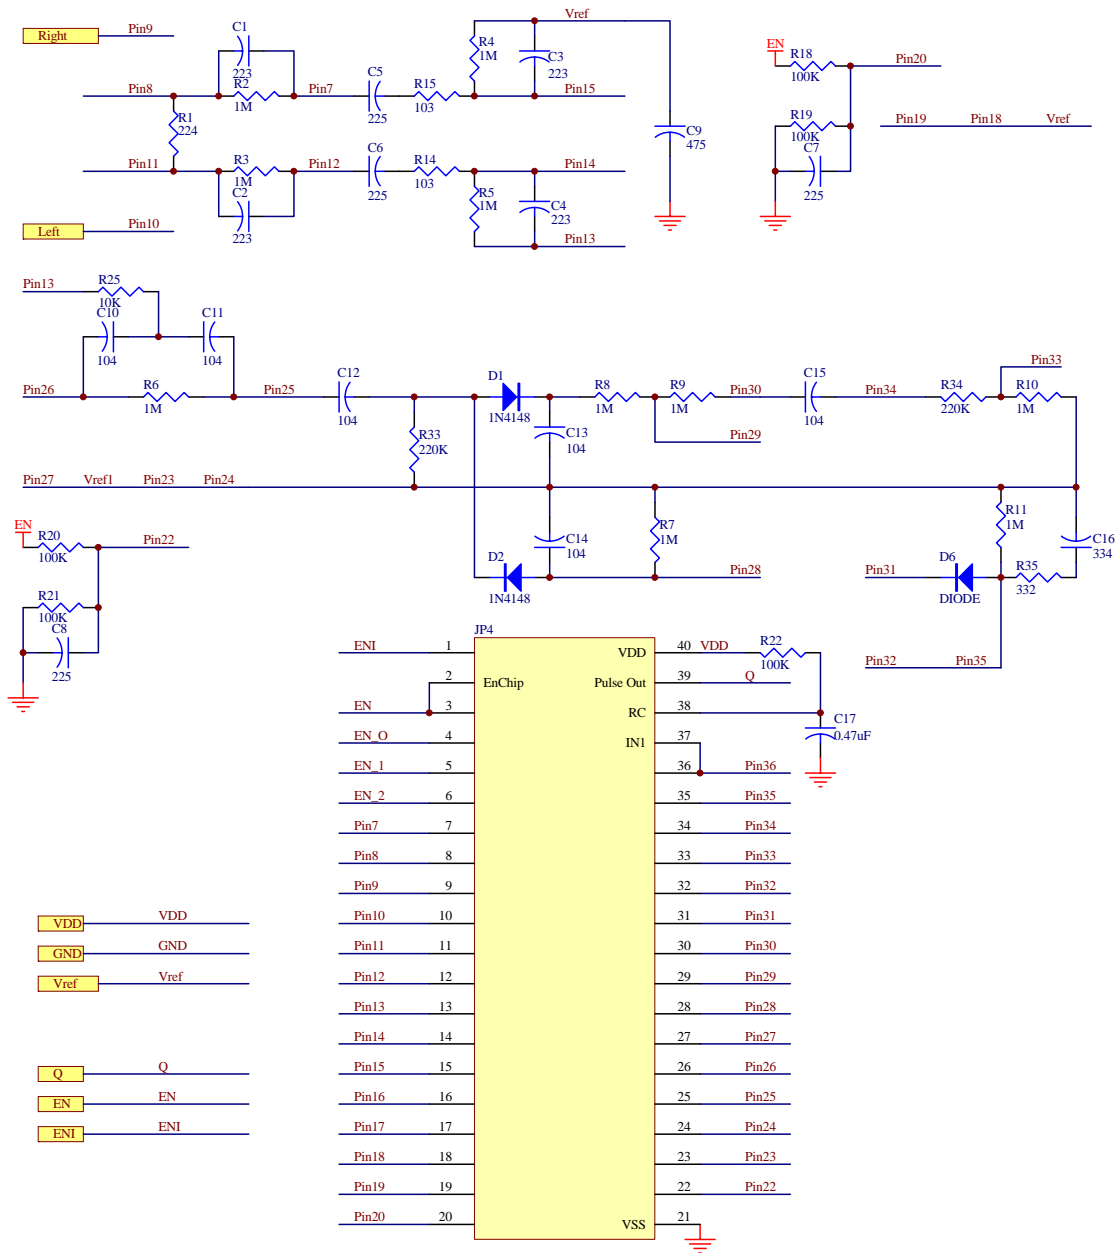 Right
Pin9
Pin8
C1
223
R2
1M
Pin7
C5
225
R15
103
R4
1M
Vref
C3
223
Pin15
R1
224
Pin11
R3
1M
C2
223
Pin12
C6
225
R14
103
Pin14
R5
1M
C4
223
Pin13
C9
475
Left
Pin10
EN
R18
100K
Pin20
R19
100K
C7
225
Pin19
Pin18
Vref
Pin13
R25
10K
C10
104
C11
104
Pin26
R6
1M
Pin25
C12
104
R33
220K
D1
1N4148
C13
104
R8
1M
R9
1M
Pin30
Pin29
C15
104
Pin34
R34
220K
Pin33
R10
1M
Pin27
Vref1
Pin23
Pin24
C14
104
D2
1N4148
R7
1M
Pin28
R11
1M
C16
334
R35
332
D6
DIODE
Pin31
Pin32
Pin35
EN
R20
100K
Pin22
R21
100K
C8
225
JP4
ENI 1
2 EnChip
EN 3
EN_O 4
EN_1 5
EN_2 6
Pin7 7
Pin8 8
Pin9 9
Pin10 10
Pin11 11
Pin12 12
Pin13 13
Pin14 14
Pin15 15
Pin16 16
Pin17 17
Pin18 18
Pin19 19
Pin20 20
VDD 40 VDD
Pulse Out 39 Q
RC 38
IN1 37
36 Pin36
35 Pin35
34 Pin34
33 Pin33
32 Pin32
31 Pin31
30 Pin30
29 Pin29
28 Pin28
27 Pin27
26 Pin26
25 Pin25
24 Pin24
23 Pin23
22 Pin22
VSS 21
R22
100K
C17
0.47uF
VDD VDD
GND GND
Vref Vref
Q Q
EN EN
ENI ENI